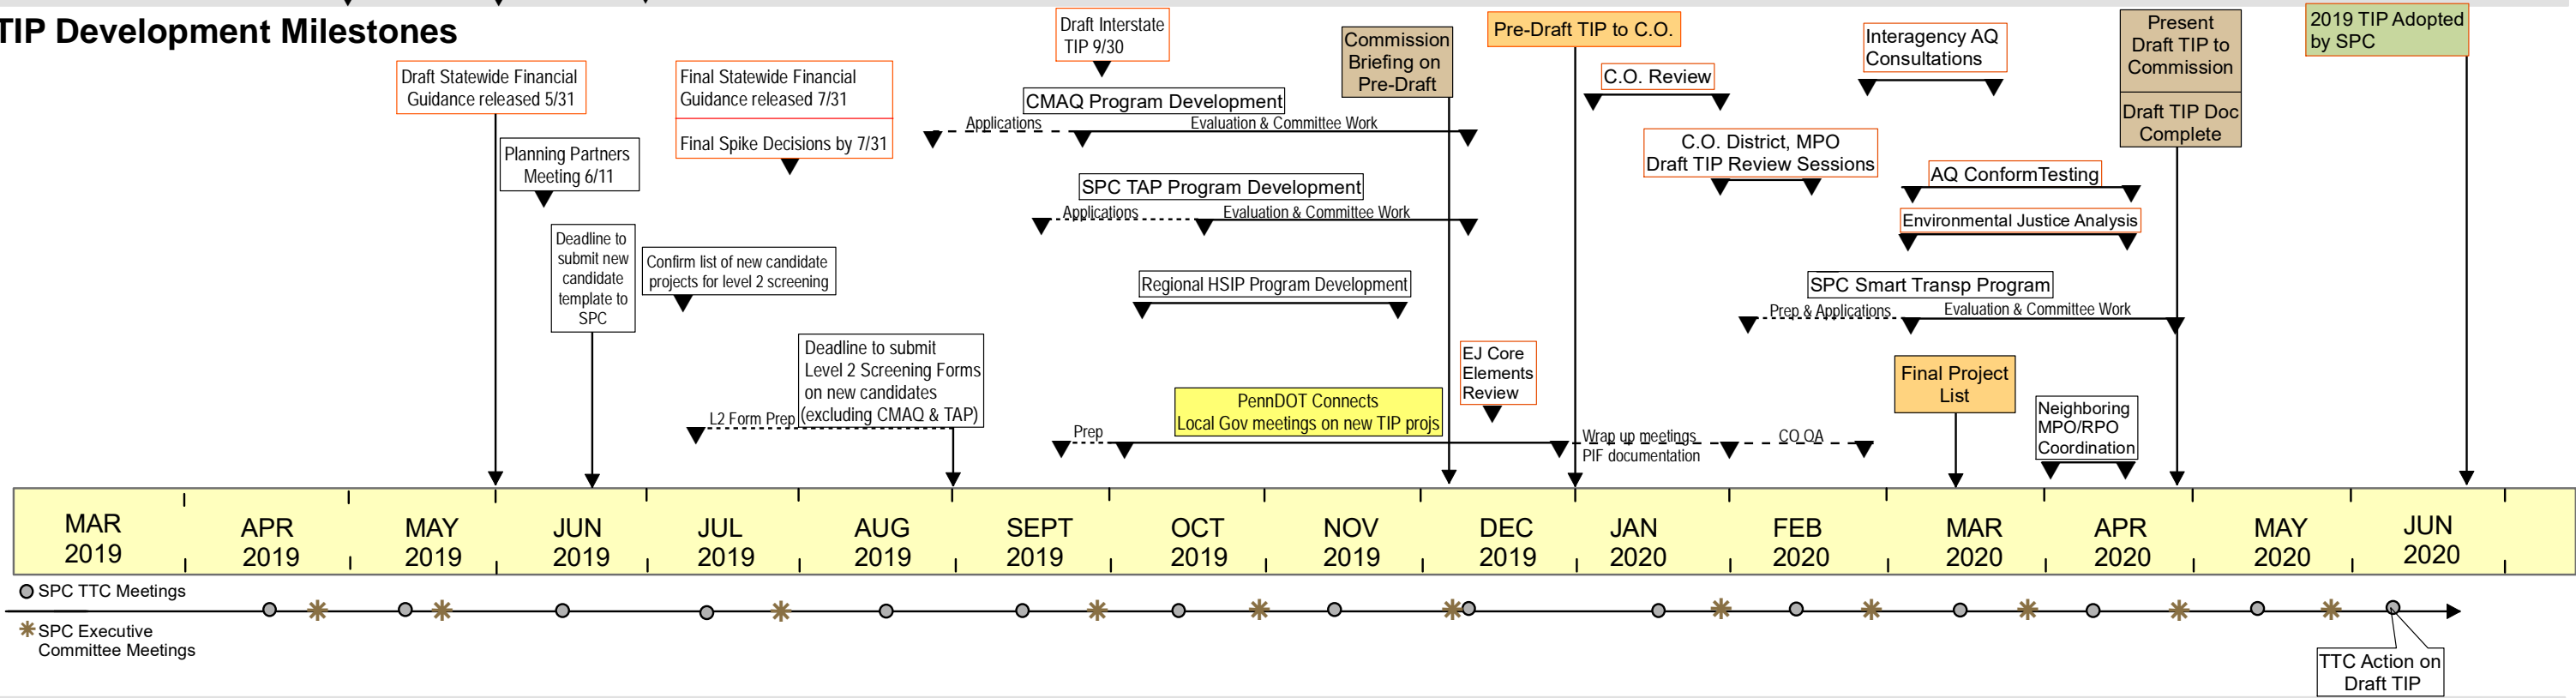 TIP Development Milestones
Draft Statewide Financial
Guidance released 5/31
Planning Partners
Meeting 6/11
Deadline to
submit new
candidate
template to
SPC
Final Statewide Financial
Guidance released 7/31
Final Spike Decisions by 7/31
Confirm list of new candidate
projects for level 2 screening
L2 Form Prep
Deadline to submit
Level 2 Screening Forms
on new candidates
(excluding CMAQ & TAP)
Draft Interstate
TIP 9/30
CMAQ Program Development
Applications
Evaluation & Committee Work
SPC TAP Program Development
Applications
Evaluation & Committee Work
Regional HSIP Program Development
PennDOT Connects
Local Gov meetings on new TIP projs
Prep
Wrap up meetings
PIF documentation
CO QA
Commission
Briefing on
Pre-Draft
EJ Core
Elements
Review
Pre-Draft TIP to C.O.
C.O. Review
C.O. District, MPO
Draft TIP Review Sessions
Interagency AQ
Consultations
AQ ConformTesting
Environmental Justice Analysis
SPC Smart Transp Program
Prep & Applications
Evaluation & Committee Work
Final Project
List
Neighboring
MPO/RPO
Coordination
Present
Draft TIP to
Commission
Draft TIP Doc
Complete
2019 TIP Adopted
by SPC
MAR
2019
APR
2019
MAY
2019
JUN
2019
JUL
2019
AUG
2019
SEPT
2019
OCT
2019
NOV
2019
DEC
2019
JAN
2020
FEB
2020
MAR
2020
APR
2020
MAY
2020
JUN
2020
SPC TTC Meetings
SPC Executive
Committee Meetings
TTC Action on
Draft TIP